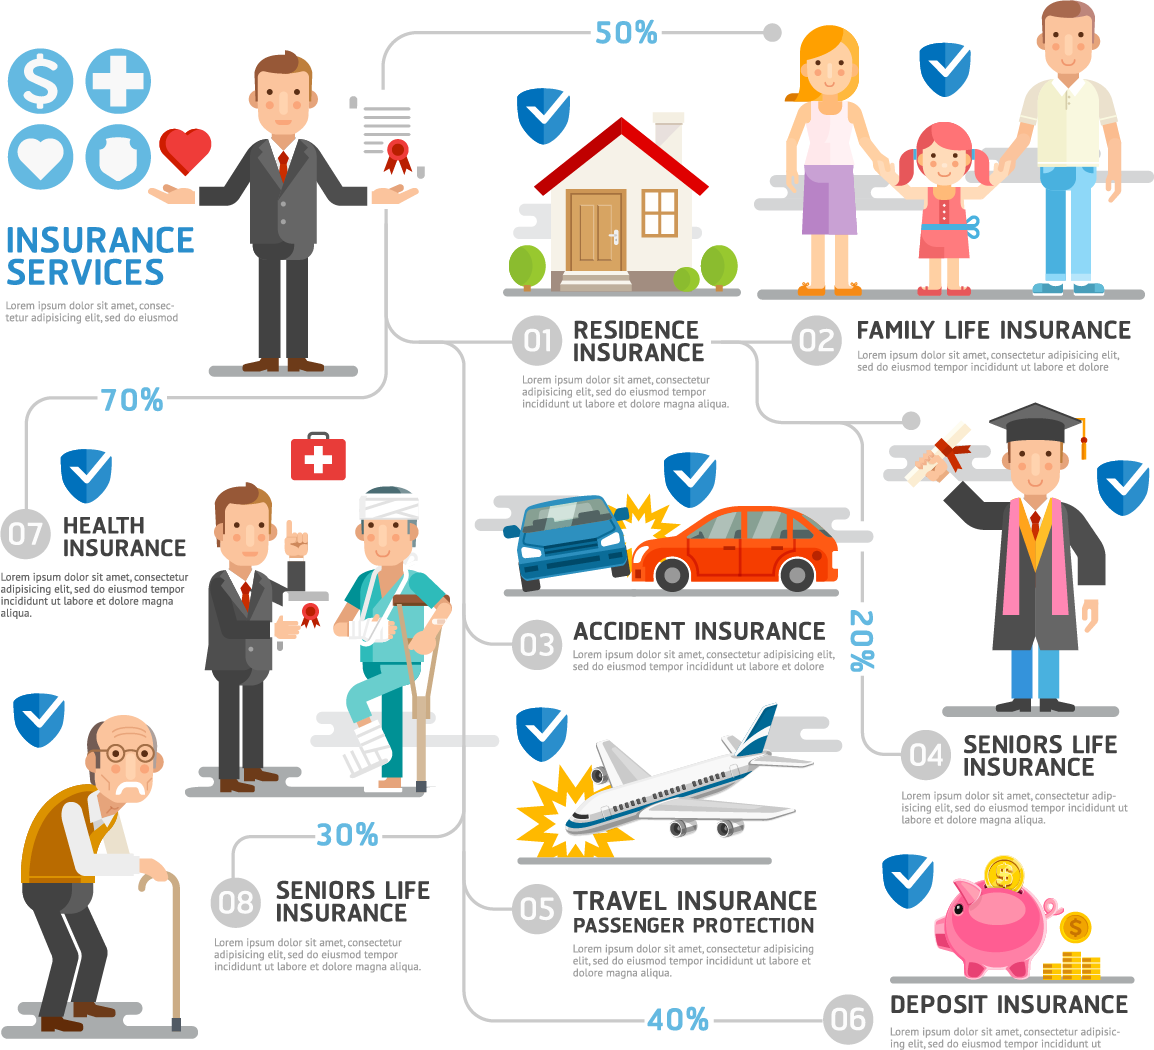 50%
INSURANCE
SERVICES
Lorem ipsum dolor sit amet, consec-
tetur adipisicing elit, sed do eiusmod
01
RESIDENCE
INSURANCE
Lorem ipsum dolor sit amet, consectetur
adipisicing elit, sed do eiusmod tempor
incididunt ut labore et dolore magna aliqua.
02
FAMILY LIFE INSURANCE
Lorem ipsum dolor sit amet, consectetur adipisicing elit,
sed do eiusmod tempor incididunt ut labore et dolore
70%
07
HEALTH
INSURANCE
Lorem ipsum dolor sit amet, consectetur
adipisicing elit, sed do eiusmod tempor
incididunt ut labore et dolore magna
aliqua.
03
ACCIDENT INSURANCE
Lorem ipsum dolor sit amet, consectetur adipisicing elit,
sed do eiusmod tempor incididunt ut labore et dolore
20%
04
SENIORS LIFE
INSURANCE
Lorem ipsum dolor sit amet, consectetur adip-
isicing elit, sed do eiusmod tempor incididunt ut
labore et dolore magna aliqua.
30%
08
SENIORS LIFE
INSURANCE
Lorem ipsum dolor sit amet, consectetur
adipisicing elit, sed do eiusmod tempor
incididunt ut labore et dolore magna aliqua.
05
TRAVEL INSURANCE
PASSENGER PROTECTION
Lorem ipsum dolor sit amet, consectetur adipisicing
elit, sed do eiusmod tempor incididunt ut labore et
dolore magna aliqua.
40%
06
DEPOSIT INSURANCE
Lorem ipsum dolor sit amet, consectetur adipisic-
ing elit, sed do eiusmod tempor incididunt ut